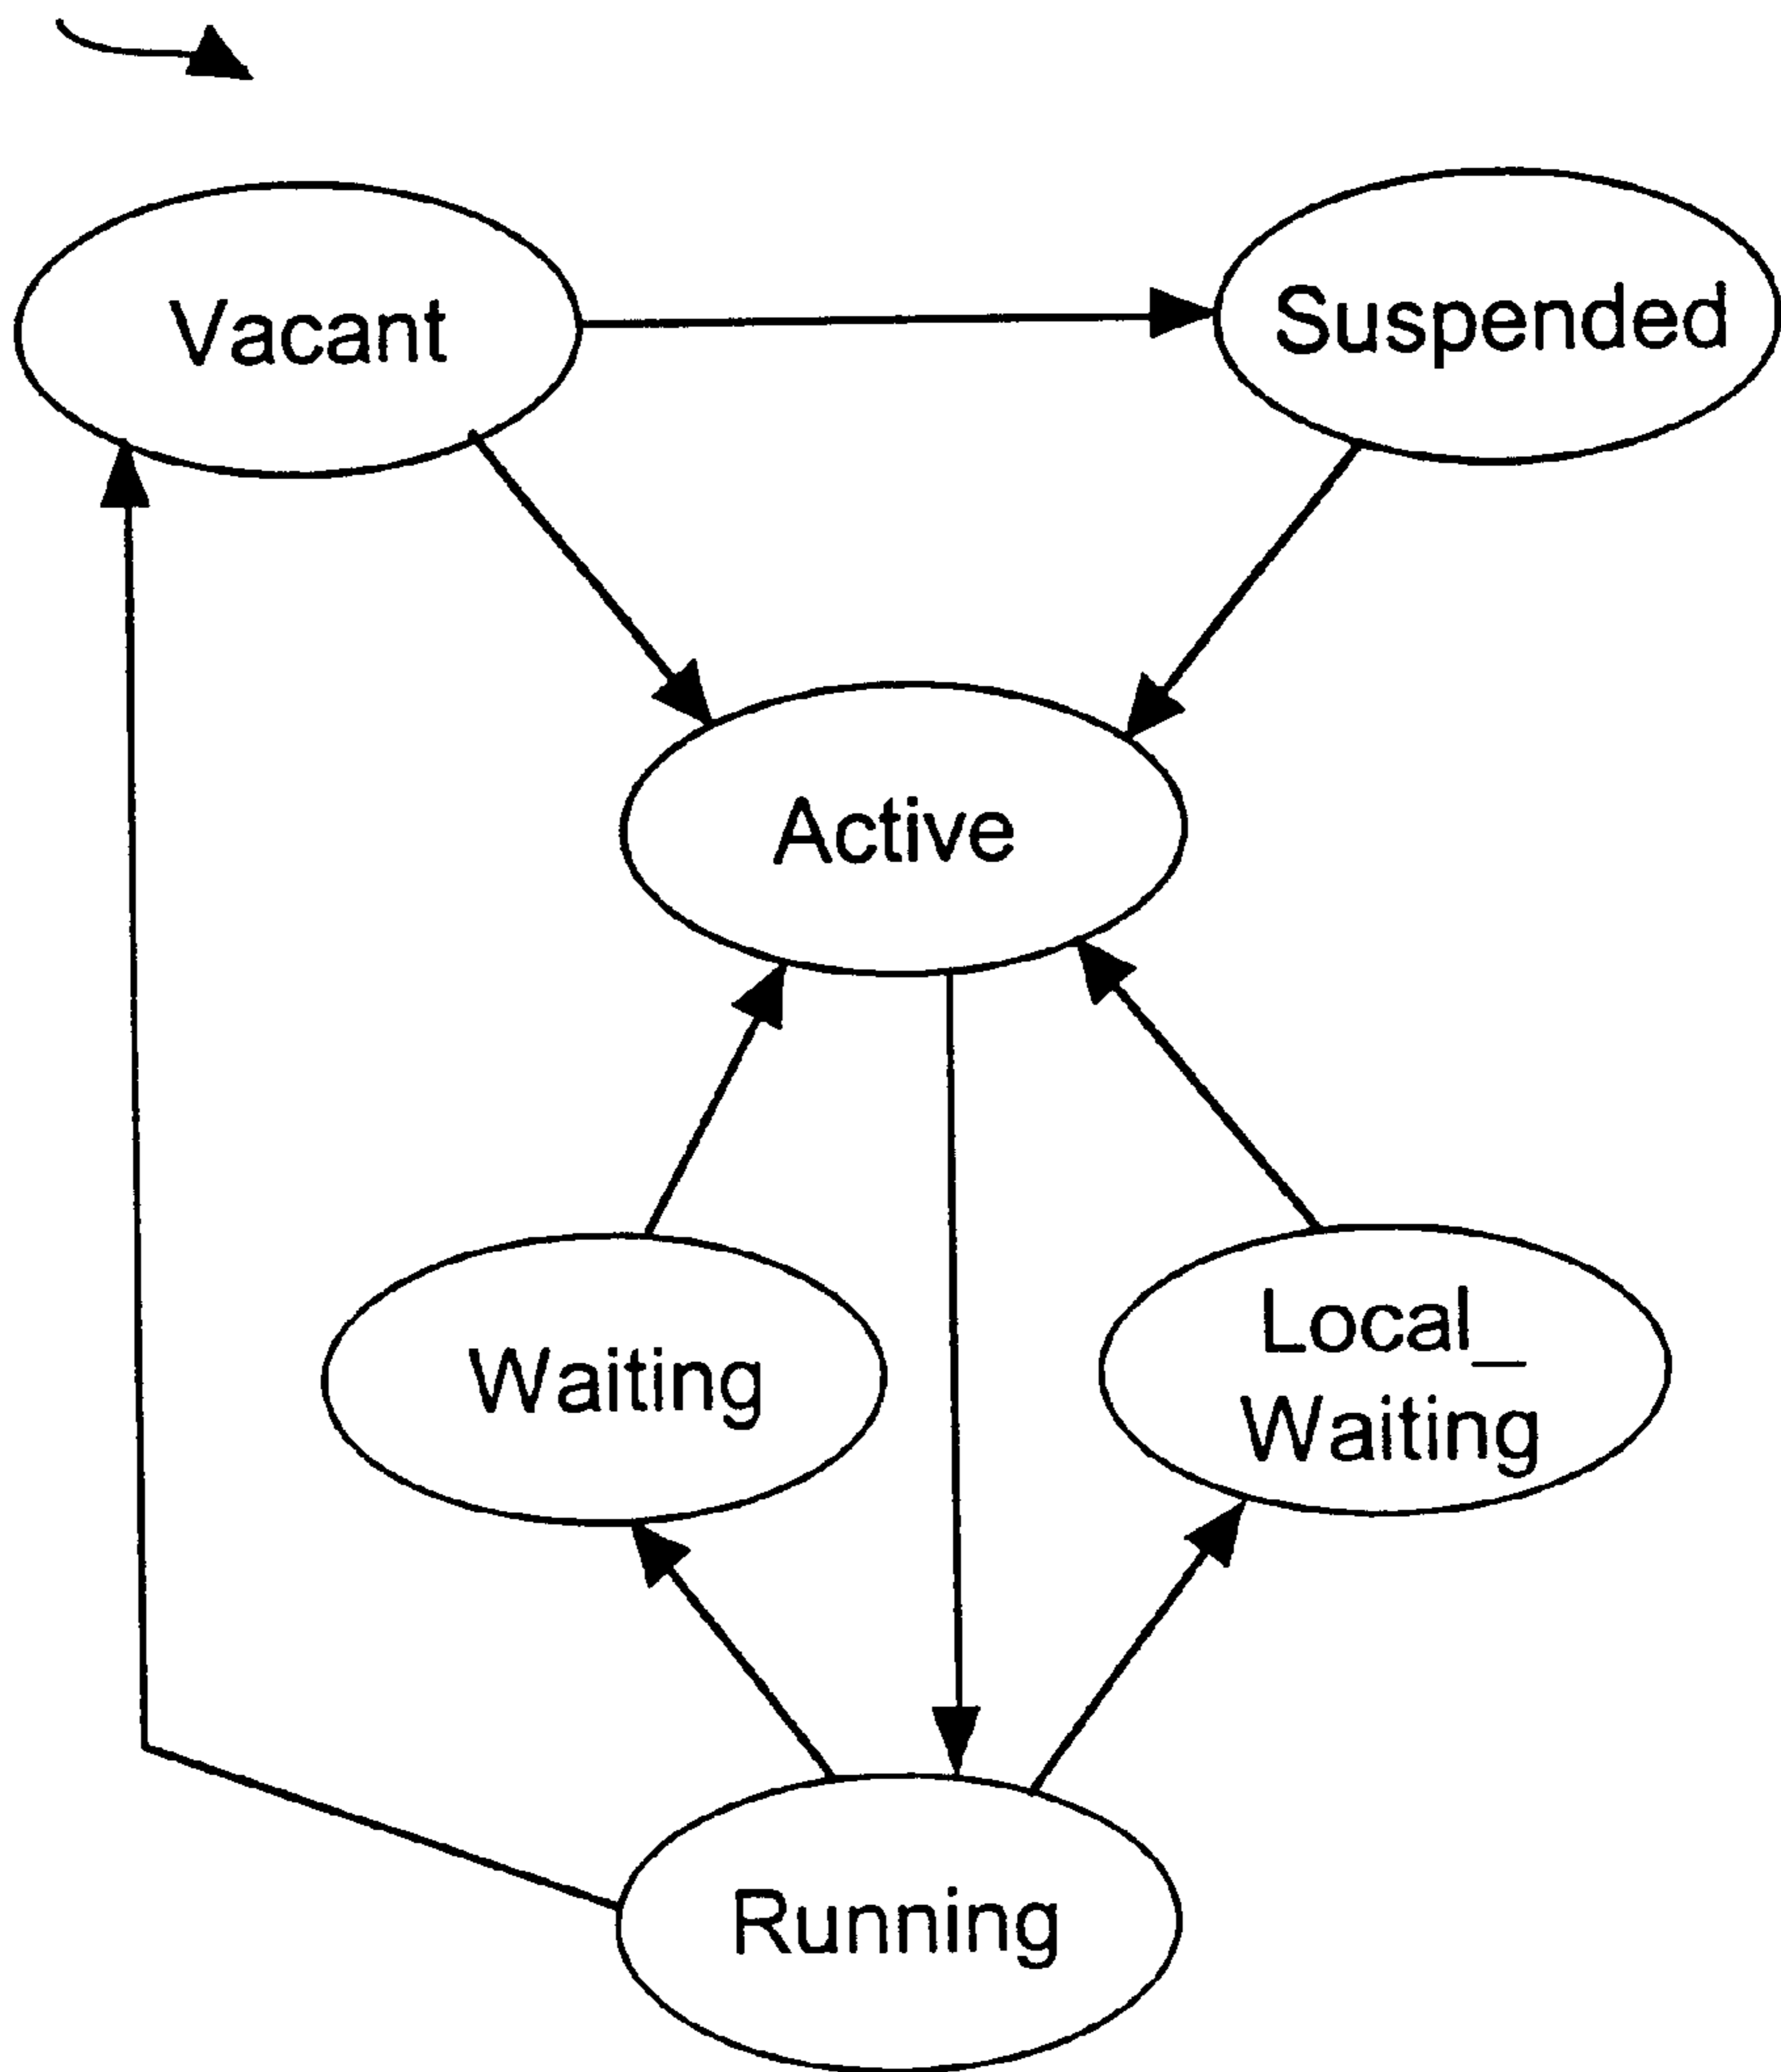 Vacant
Suspended
Active
Waiting
Local_
Waiting
Running